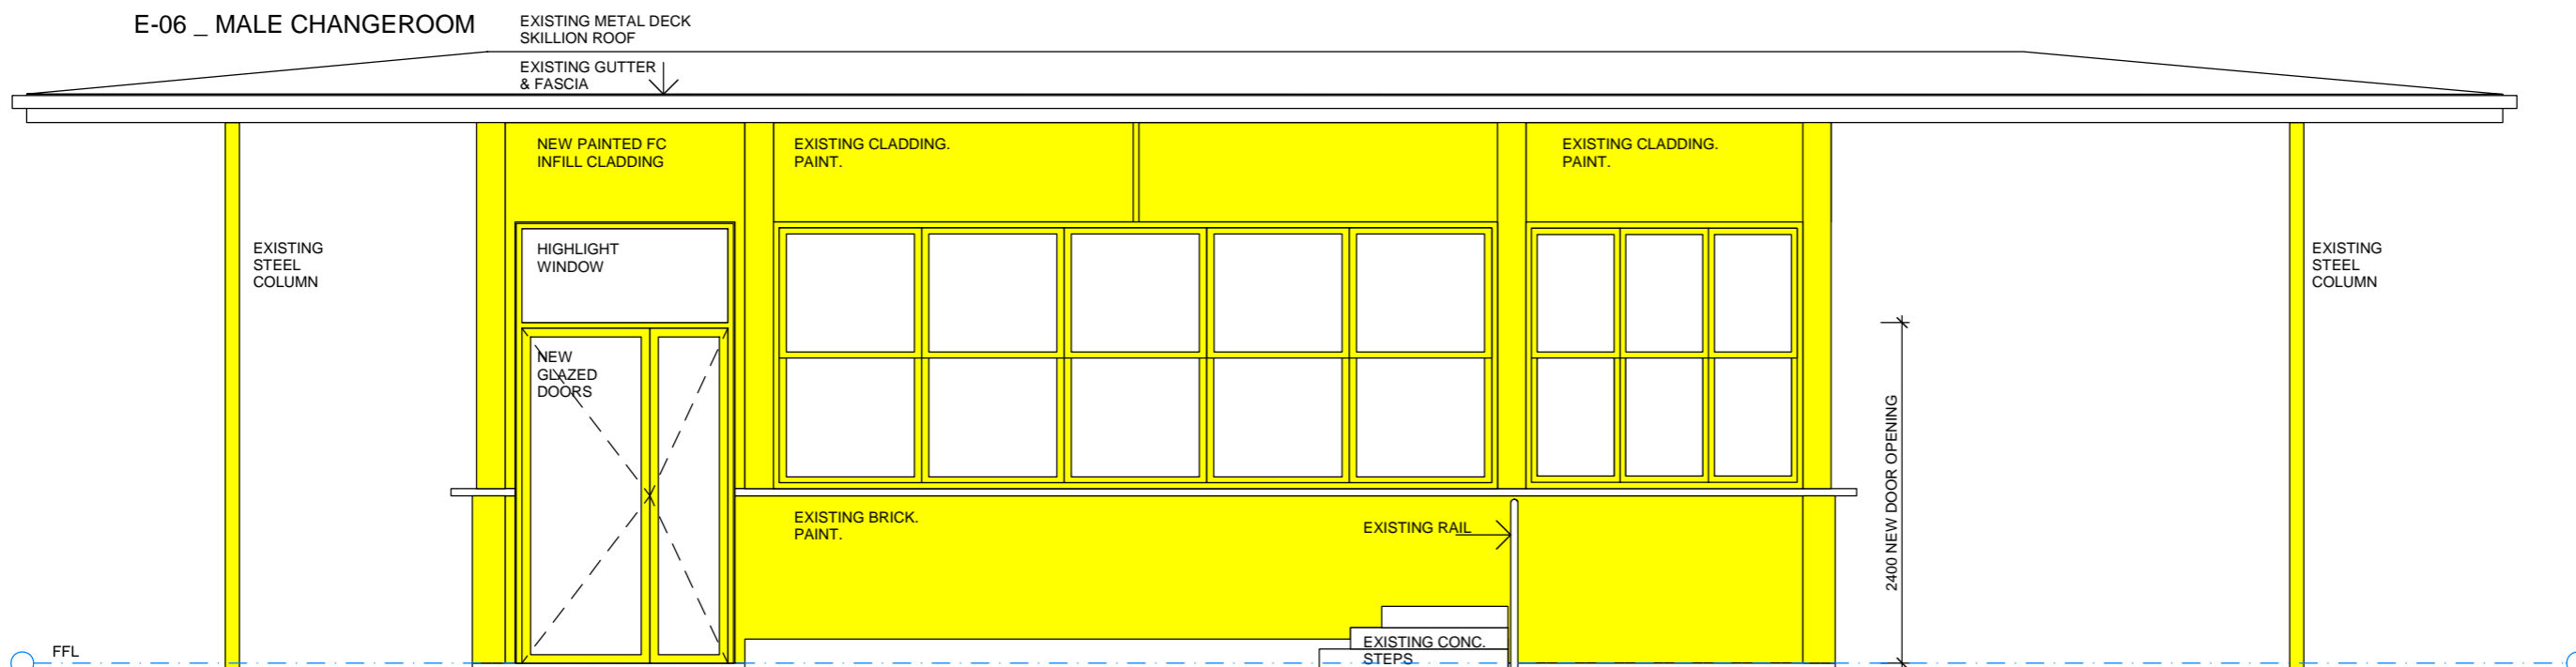 E-06 _ MALE CHANGEROOM
EXISTING METAL DECK
SKILLION ROOF
EXISTING GUTTER
& FASCIA
NEW PAINTED FC
INFILL CLADDING
EXISTING CLADDING.
PAINT.
EXISTING CLADDING.
PAINT.
EXISTING
STEEL
COLUMN
HIGHLIGHT
WINDOW
EXISTING
STEEL
COLUMN
NEW
GLAZED
DOORS
2400 NEW DOOR OPENING
EXISTING BRICK.
PAINT.
EXISTING RAIL
EXISTING CONC.
STEPS
FFL